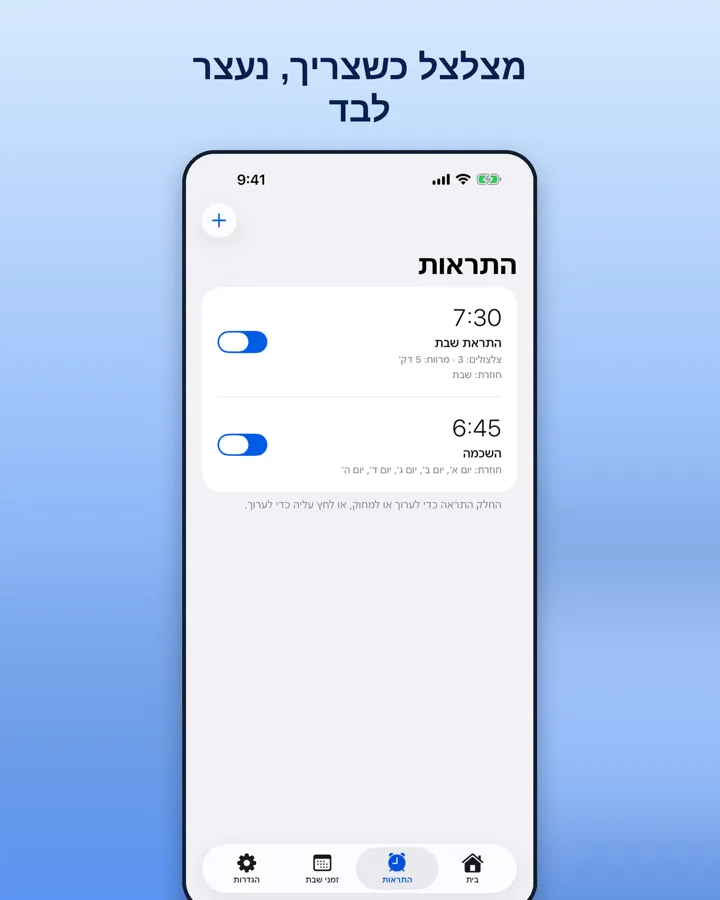 מצלצל כשצריך, נעצר
לבד
9:41
התראות
7:30
התראת שבת
צלצולים: 3 · מרווח: 5 דק׳
חוזרת: שבת
6:45
השכמה
חוזרת: יום א׳, יום ב׳, יום ג׳, יום ד׳, יום ה׳
החלק התראה כדי לערוך או למחוק, או לחץ עליה כדי לערוך.
בית
התראות
זמני שבת
הגדרות